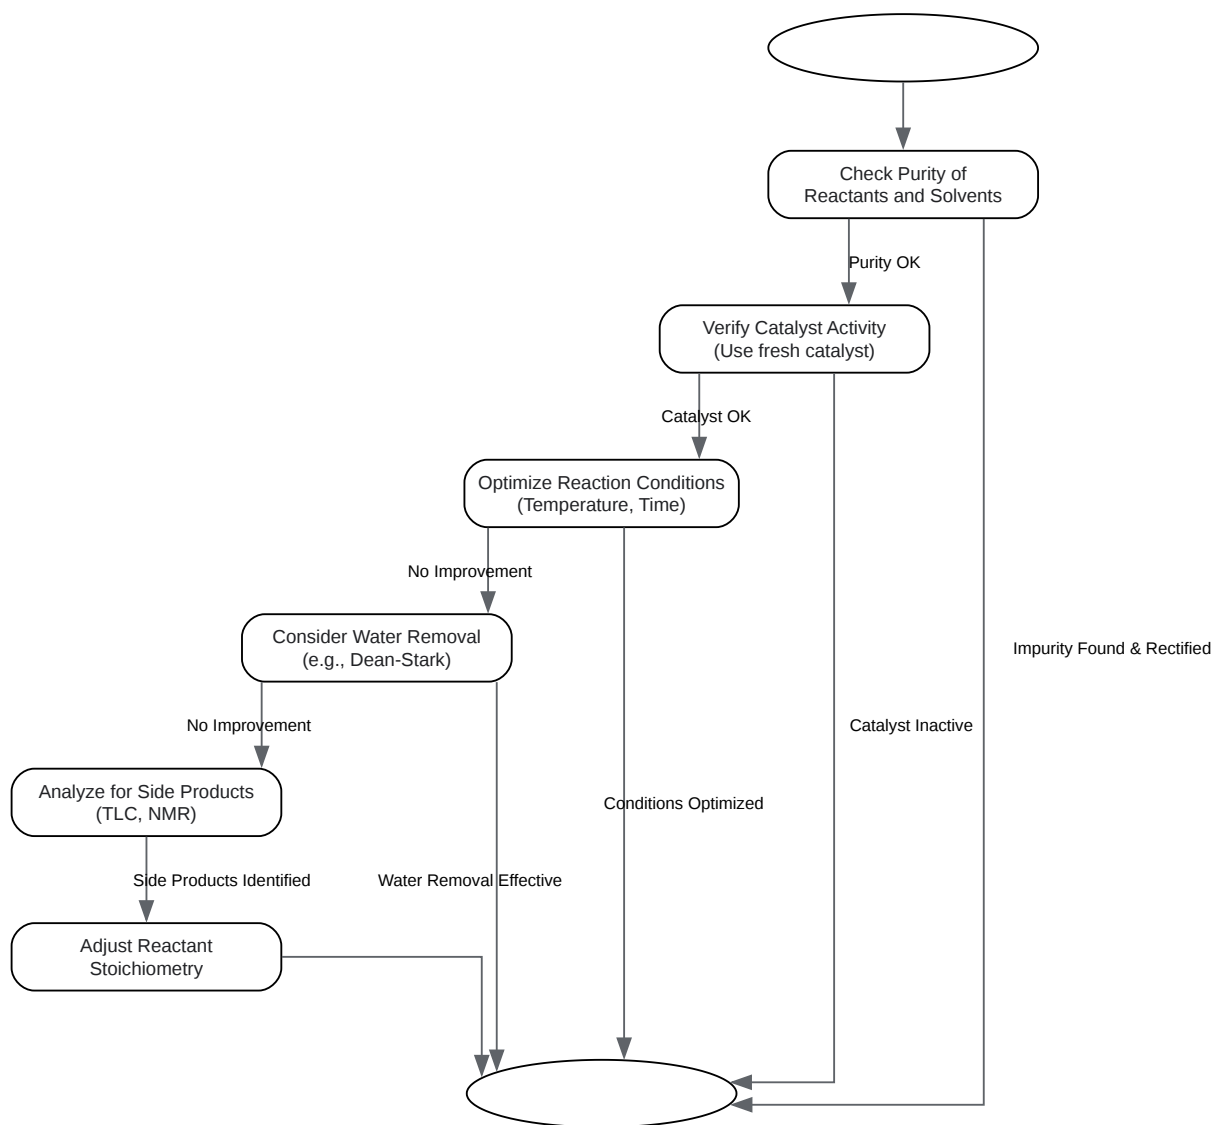 Check Purity of
Reactants and Solvents
Purity OK
Verify Catalyst Activity
(Use fresh catalyst)
Catalyst OK
Optimize Reaction Conditions
(Temperature, Time)
No Improvement
Consider Water Removal
(e.g., Dean-Stark)
Impurity Found & Rectified
No Improvement
Catalyst Inactive
Analyze for Side Products
(TLC, NMR)
Conditions Optimized
Side Products Identified
Water Removal Effective
Adjust Reactant
Stoichiometry